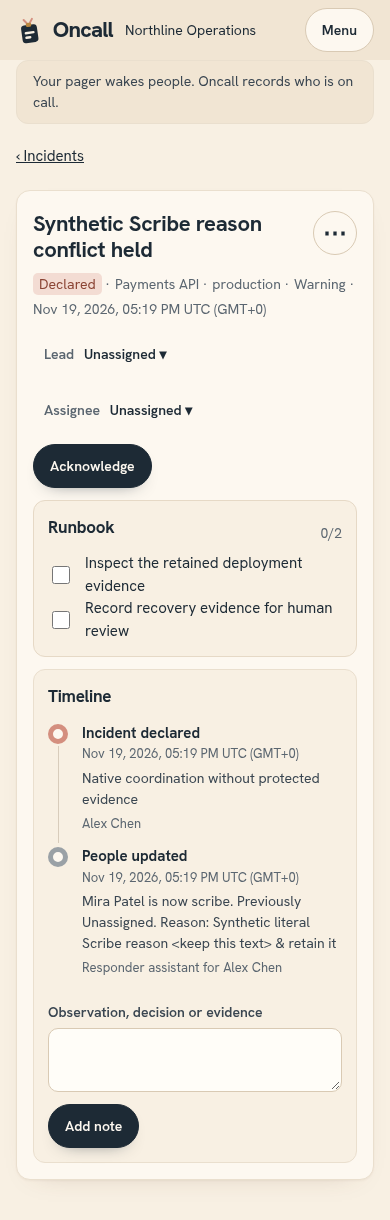 Oncall Northline Operations Menu
Your pager wakes people. Oncall records who is on
call.
‹ Incidents
Synthetic Scribe reason
conflict held
...
Declared · Payments API · production · Warning ·
Nov 19, 2026, 05:19 PM UTC (GMT+0)
Lead Unassigned ▾
Assignee Unassigned ▾
Acknowledge
Runbook 0/2
Inspect the retained deployment
evidence
Record recovery evidence for human
review
Timeline
Incident declared
Nov 19, 2026, 05:19 PM UTC (GMT+0)
Native coordination without protected
evidence
Alex Chen
People updated
Nov 19, 2026, 05:19 PM UTC (GMT+0)
Mira Patel is now scribe. Previously
Unassigned. Reason: Synthetic literal
Scribe reason <keep this text> & retain it
Responder assistant for Alex Chen
Observation, decision or evidence
Add note